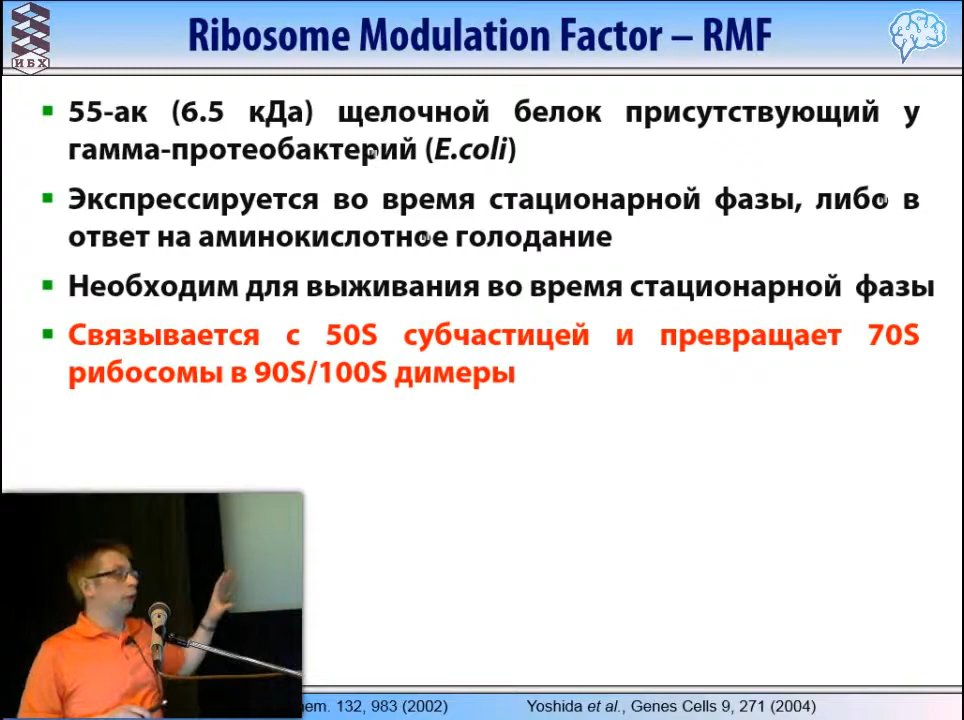 ИБХ
Ribosome Modulation Factor – RMF
55-ак (6.5 кДа) щелочной белок присутствующий у
гамма-протеобактерий (E.coli)
Экспрессируется во время стационарной фазы, либо в
ответ на аминокислотное голодание
Необходим для выживания во время стационарной фазы
Связывается с 50S субчастицей и превращает 70S
рибосомы в 90S/100S димеры
132, 983 (2002) Yoshida et al., Genes Cells 9, 271 (2004)